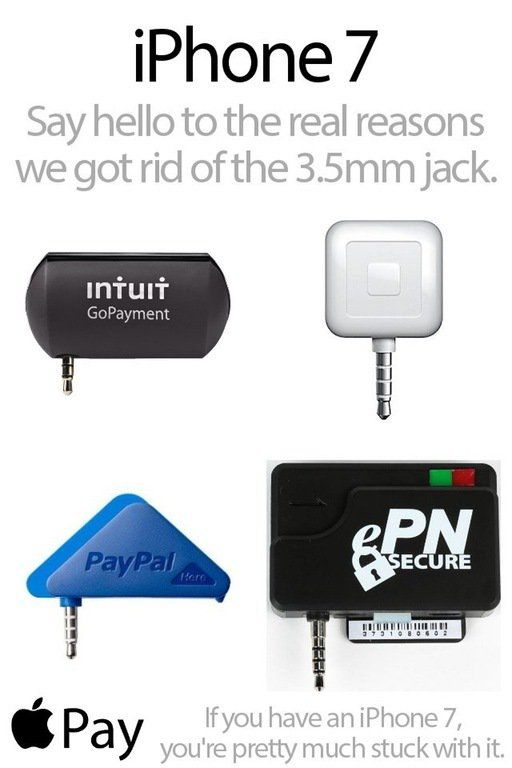 iPhone 7
Say hello to the real reasons
we got rid of the 3.5mm jack.
intuit
GoPayment
PayPal
Here
ePN
SECURE
3731080602
Pay
If you have an iPhone 7,
you're pretty much stuck with it.